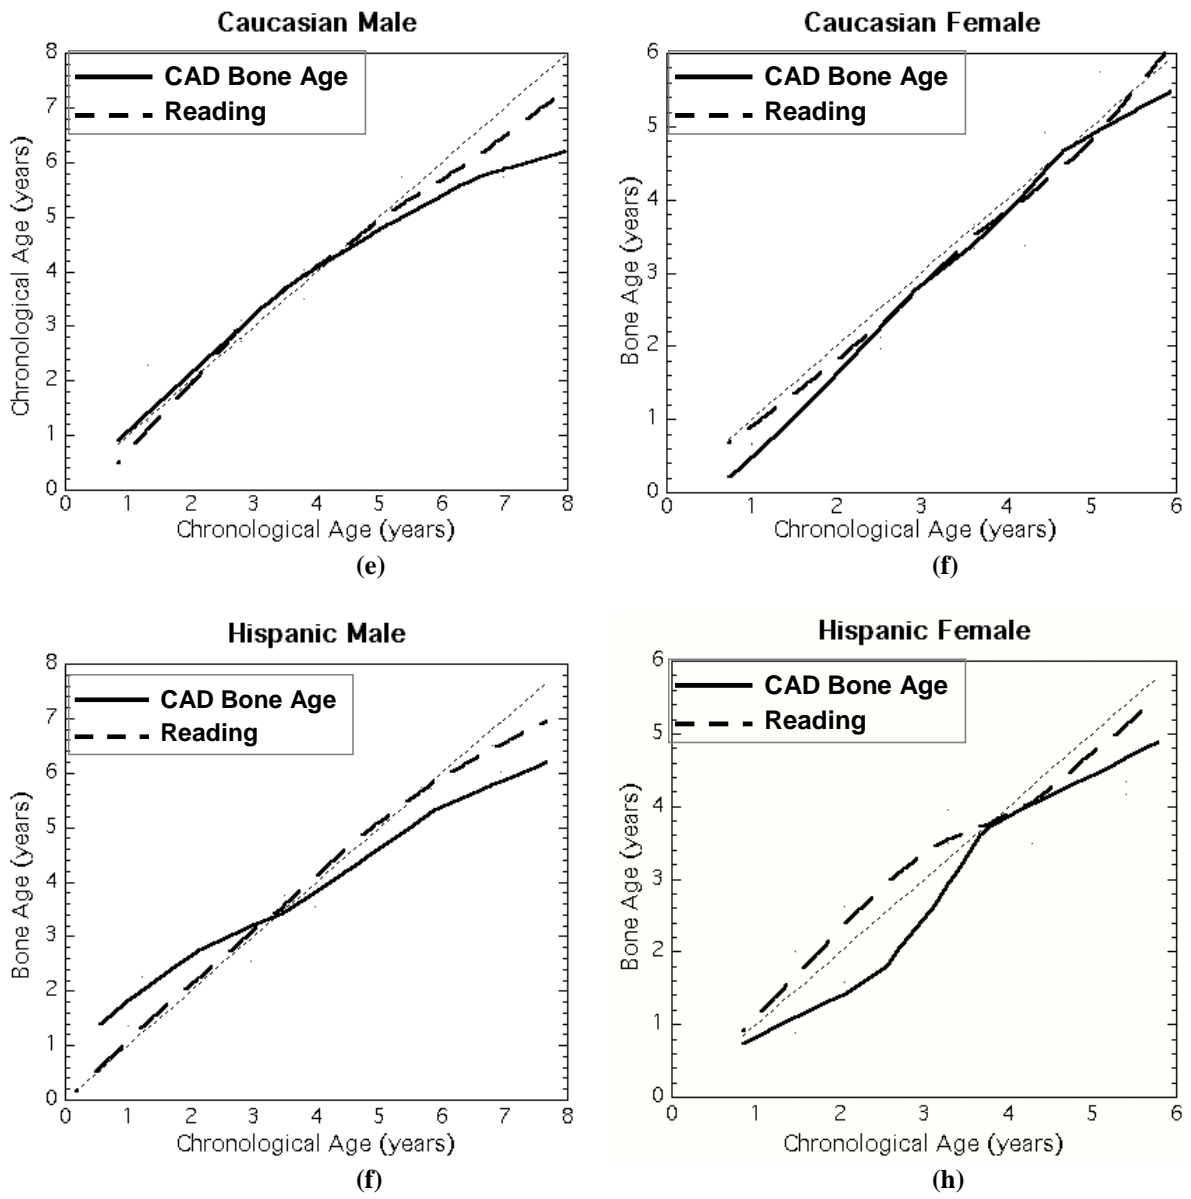 Caucasian Male
8
7
6
5
4
3
2
1
0
Chronological Age (years)
CAD Bone Age
Reading
0 1 2 3 4 5 6 7 8
Chronological Age (years)
(e)
Caucasian Female
6
5
4
3
2
1
0
Bone Age (years)
CAD Bone Age
Reading
0 1 2 3 4 5 6
Chronological Age (years)
(f)
Hispanic Male
8
7
6
5
4
3
2
1
0
Bone Age (years)
CAD Bone Age
Reading
0 1 2 3 4 5 6 7 8
Chronological Age (years)
(f)
Hispanic Female
6
5
4
3
2
1
0
Bone Age (years)
CAD Bone Age
Reading
0 1 2 3 4 5 6
Chronological Age (years)
(h)